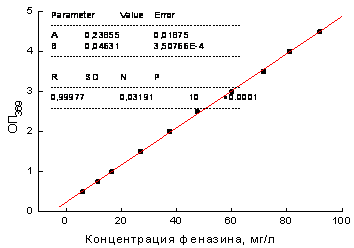 Parameter Value Error
A 0,23855 0,01875
B 0,04631 3,50766E-4
R SD N P
0,99977 0,03191 10 <0.0001
5
4
3
2
1
0
0 20 40 60 80 100
ОП369
Концентрация феназина, мг/л